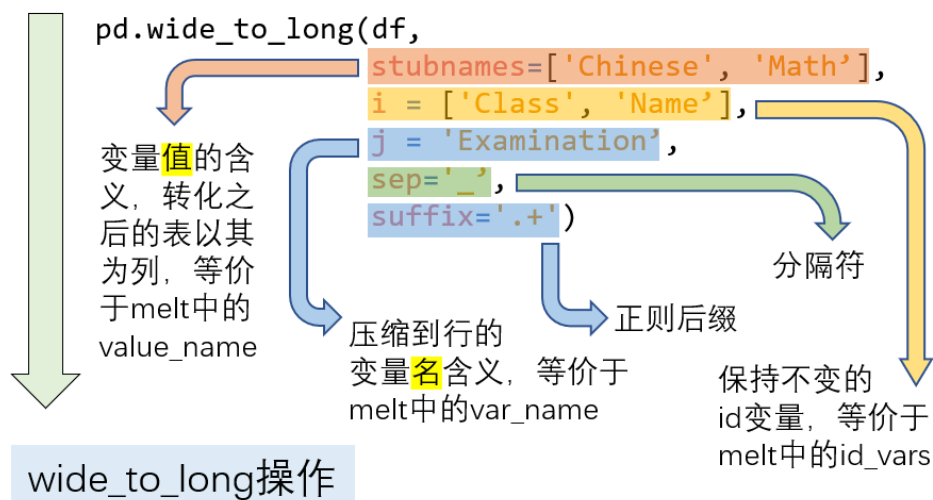 pd.wide_to_long(df,
stubnames=['Chinese', 'Math’],
i = ['Class', 'Name’],
j = 'Examination’,
sep='_’,
suffix='.+')
变量值的含
义，转化之
后的表以其
为列，等价
于melt中的
value_name
压缩到行的
变量名含义，等价于
melt中的var_name
正则后缀
分隔符
保持不变的
id变量，等价于
melt中的id_vars
wide_to_long操作